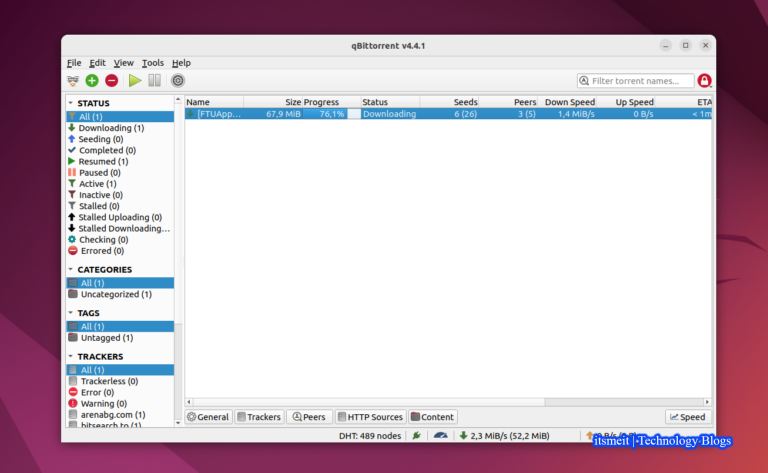 qBittorrent v4.4.1
File Edit View Tools Help
Filter torrent names...
STATUS
All (1)
Downloading (1)
Seeding (0)
Completed (0)
Resumed (1)
Paused (0)
Active (1)
Inactive (0)
Stalled (0)
Stalled Uploading (0)
Stalled Downloading...
Checking (0)
Errored (0)
CATEGORIES
All (1)
Uncategorized (1)
TAGS
All (1)
Untagged (1)
TRACKERS
All (1)
Trackerless (0)
Error (0)
Warning (0)
arenabg.com (1)
bitsearch.to (1)
Name Size Progress Status Seeds Peers Down Speed Up Speed ETA
[FTUApp... 67,9 MiB 76,1% Downloading 6 (26) 3 (5) 1,4 MiB/s 0 B/s < 1m
General Trackers Peers HTTP Sources Content Speed
DHT: 489 nodes 2,3 MiB/s (52,2 MiB)
itsmeit | Technology Blogs